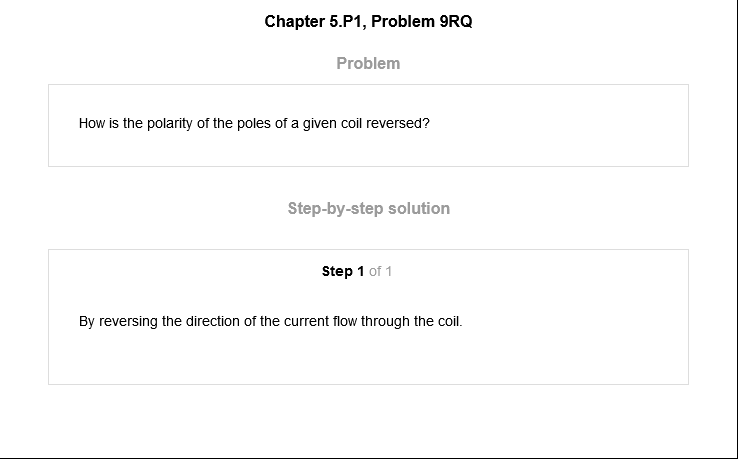 Chapter 5.P1, Problem 9RQ
Problem
How is the polarity of the poles of a given coil reversed?
Step-by-step solution
Step 1 of 1
By reversing the direction of the current flow through the coil.